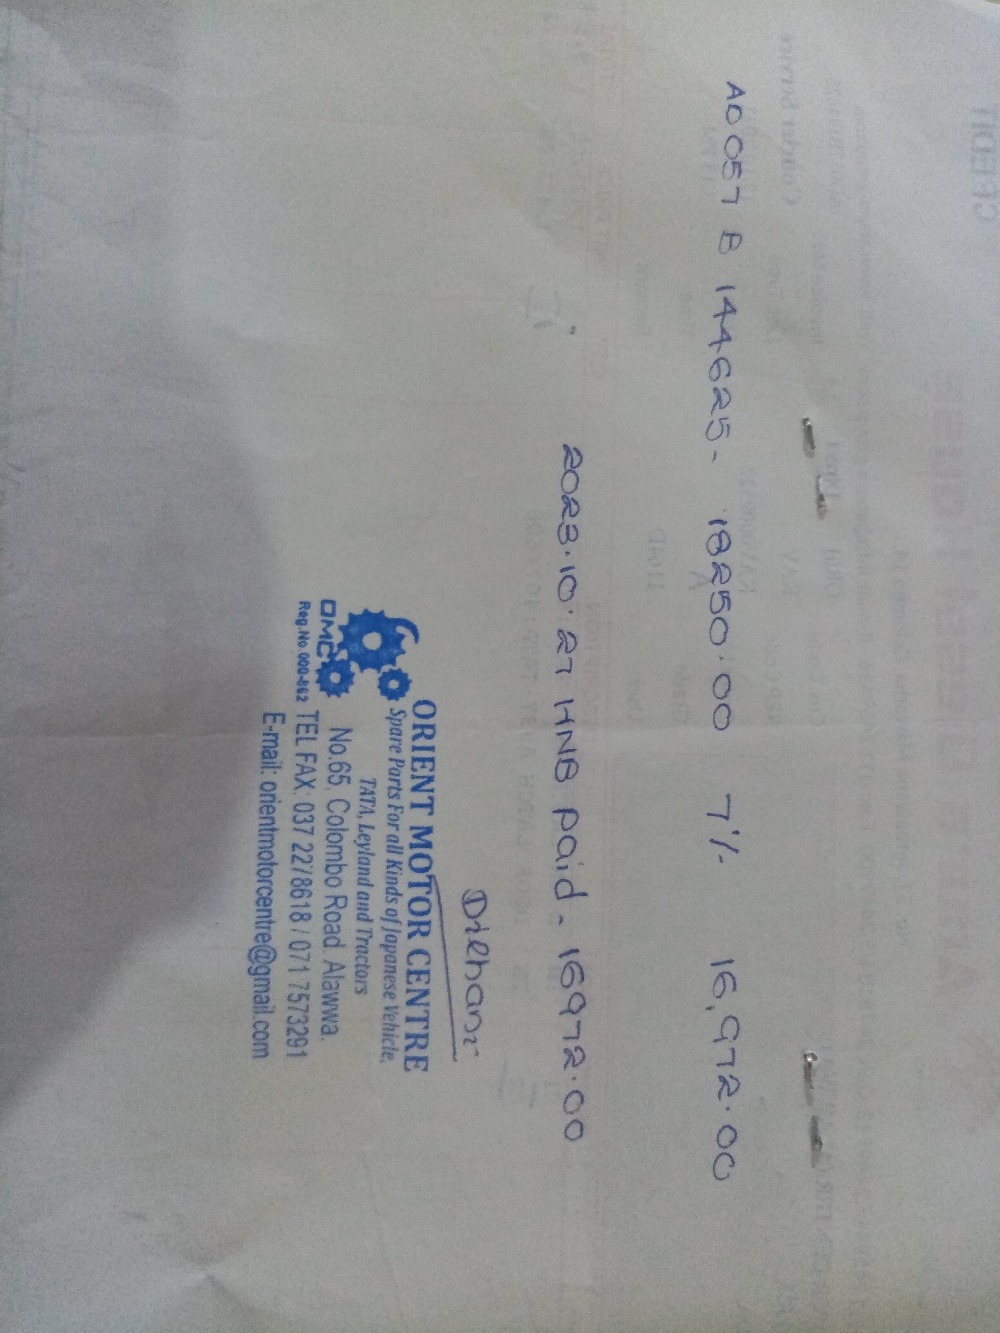 A0057 B 144625- 18250.00 7% 16,972.00
2023.10.27 HNB paid - 16972.00
ORIENT MOTOR CENTRE
Spare Parts For all Kinds of Japanese Vehicle,
TATA, Leyland and Tractors
OMC
No.65, Colombo Road, Alawwa.
Reg.No.000-862 TEL FAX: 037 2278618 / 071 7573291
E-mail: orientmotorcentre@gmail.com